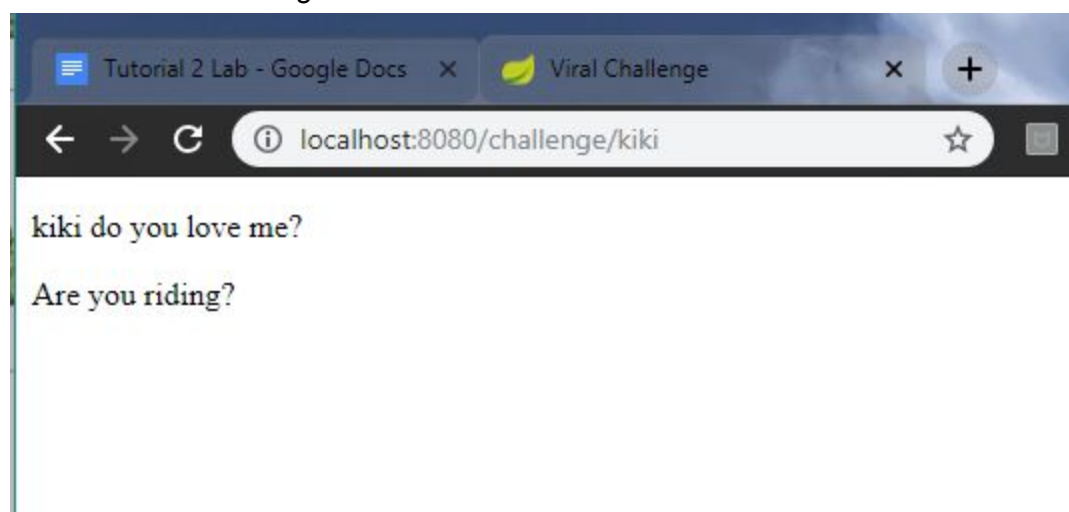 Tutorial 2 Lab - Google Docs
Viral Challenge
localhost:8080/challenge/kiki
kiki do you love me?
Are you riding?